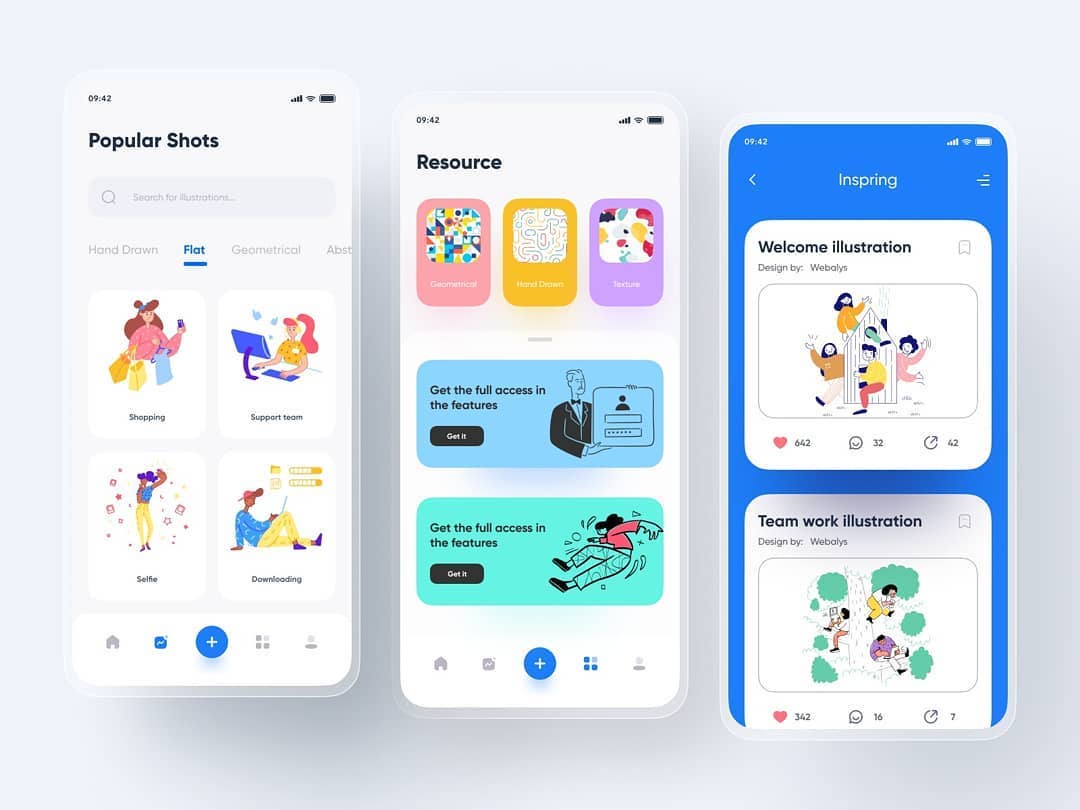 09:42
Popular Shots
Search for illustrations...
Hand Drawn Flat Geometrical Abst
Shopping
Support team
Selfie
Downloading
09:42
Resource
Geometrical
Hand Drawn
Texture
Get the full access in
the features
Get it
Get the full access in
the features
Get it
09:42
Inspring
Welcome illustration
Design by: Webalys
642 32 42
Team work illustration
Design by: Webalys
342 16 7